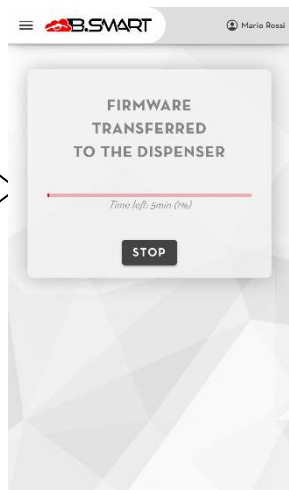 B.SMART
Mario Rossi
FIRMWARE
TRANSFERRED
TO THE DISPENSER
Time left: 5min (1%)
STOP